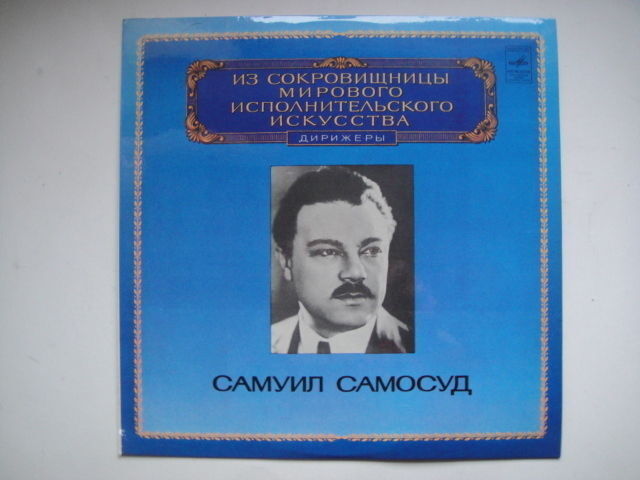 ИЗ СОКРОВИЩНИЦЫ
МИРОВОГО
ИСПОЛНИТЕЛЬСКОГО
ИСКУССТВА
ДИРИЖЕРЫ
САМУИЛ САМОСУД